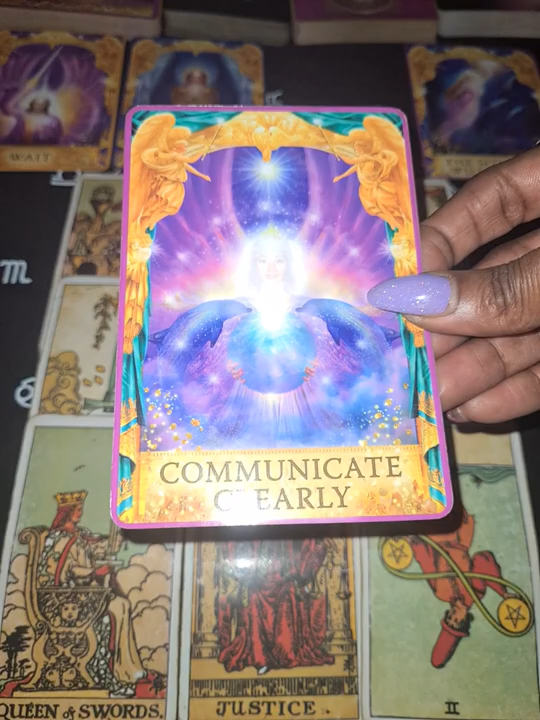 WAIT
COMMUNICATE
CLEARLY
QUEEN of SWORDS.
JUSTICE.
II